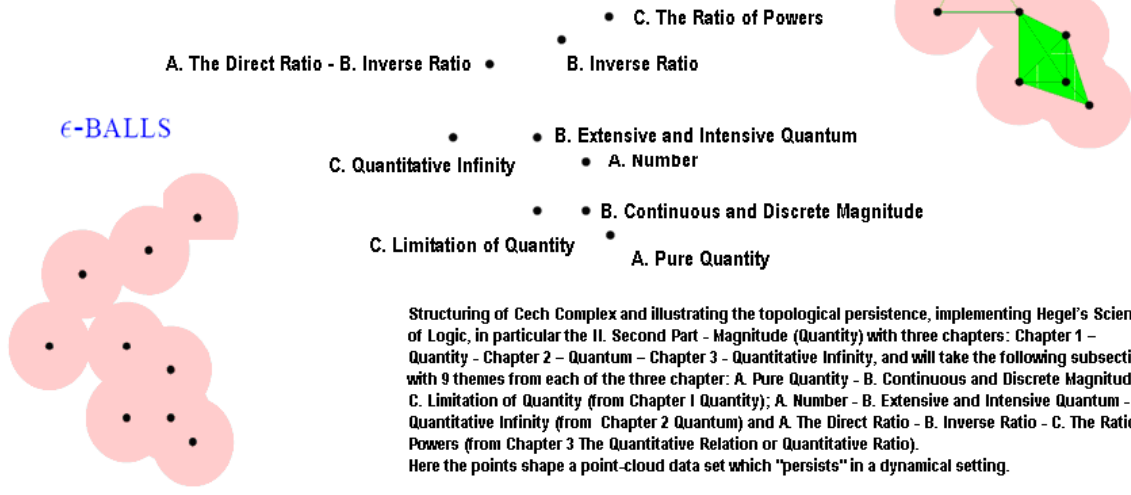 C. The Ratio of Powers
A. The Direct Ratio - B. Inverse Ratio
B. Inverse Ratio
ϵ-BALLS
B. Extensive and Intensive Quantum
C. Quantitative Infinity
A. Number
B. Continuous and Discrete Magnitude
C. Limitation of Quantity
A. Pure Quantity
Structuring of Cech Complex and illustrating the topological persistence, implementing Hegel's Scien
of Logic, in particular the II. Second Part - Magnitude (Quantity) with three chapters: Chapter 1 –
Quantity - Chapter 2 – Quantum – Chapter 3 - Quantitative Infinity, and will take the following subsecti
with 9 themes from each of the three chapter: A. Pure Quantity - B. Continuous and Discrete Magnitud
C. Limitation of Quantity (from Chapter I Quantity); A. Number - B. Extensive and Intensive Quantum -
Quantitative Infinity (from Chapter 2 Quantum) and A. The Direct Ratio - B. Inverse Ratio - C. The Ratio
Powers (from Chapter 3 The Quantitative Relation or Quantitative Ratio).
Here the points shape a point-cloud data set which "persists" in a dynamical setting.